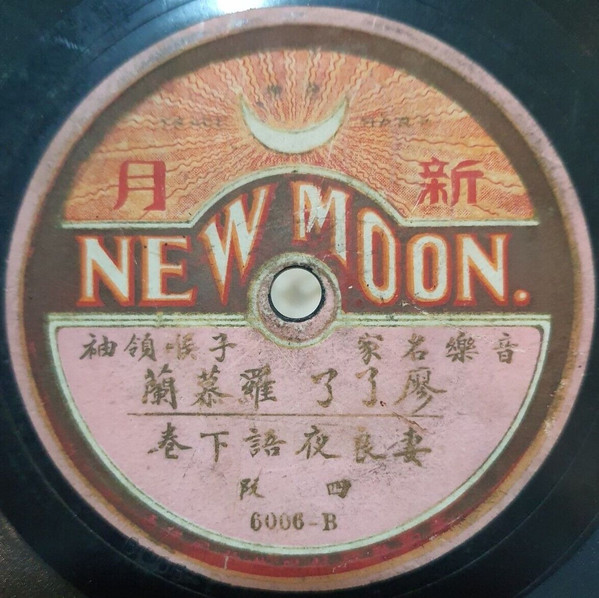 新月
NEW MOON.
音樂名家 子喉領袖
廖了了 羅慕蘭
妻良夜語下卷
四段
6006-B